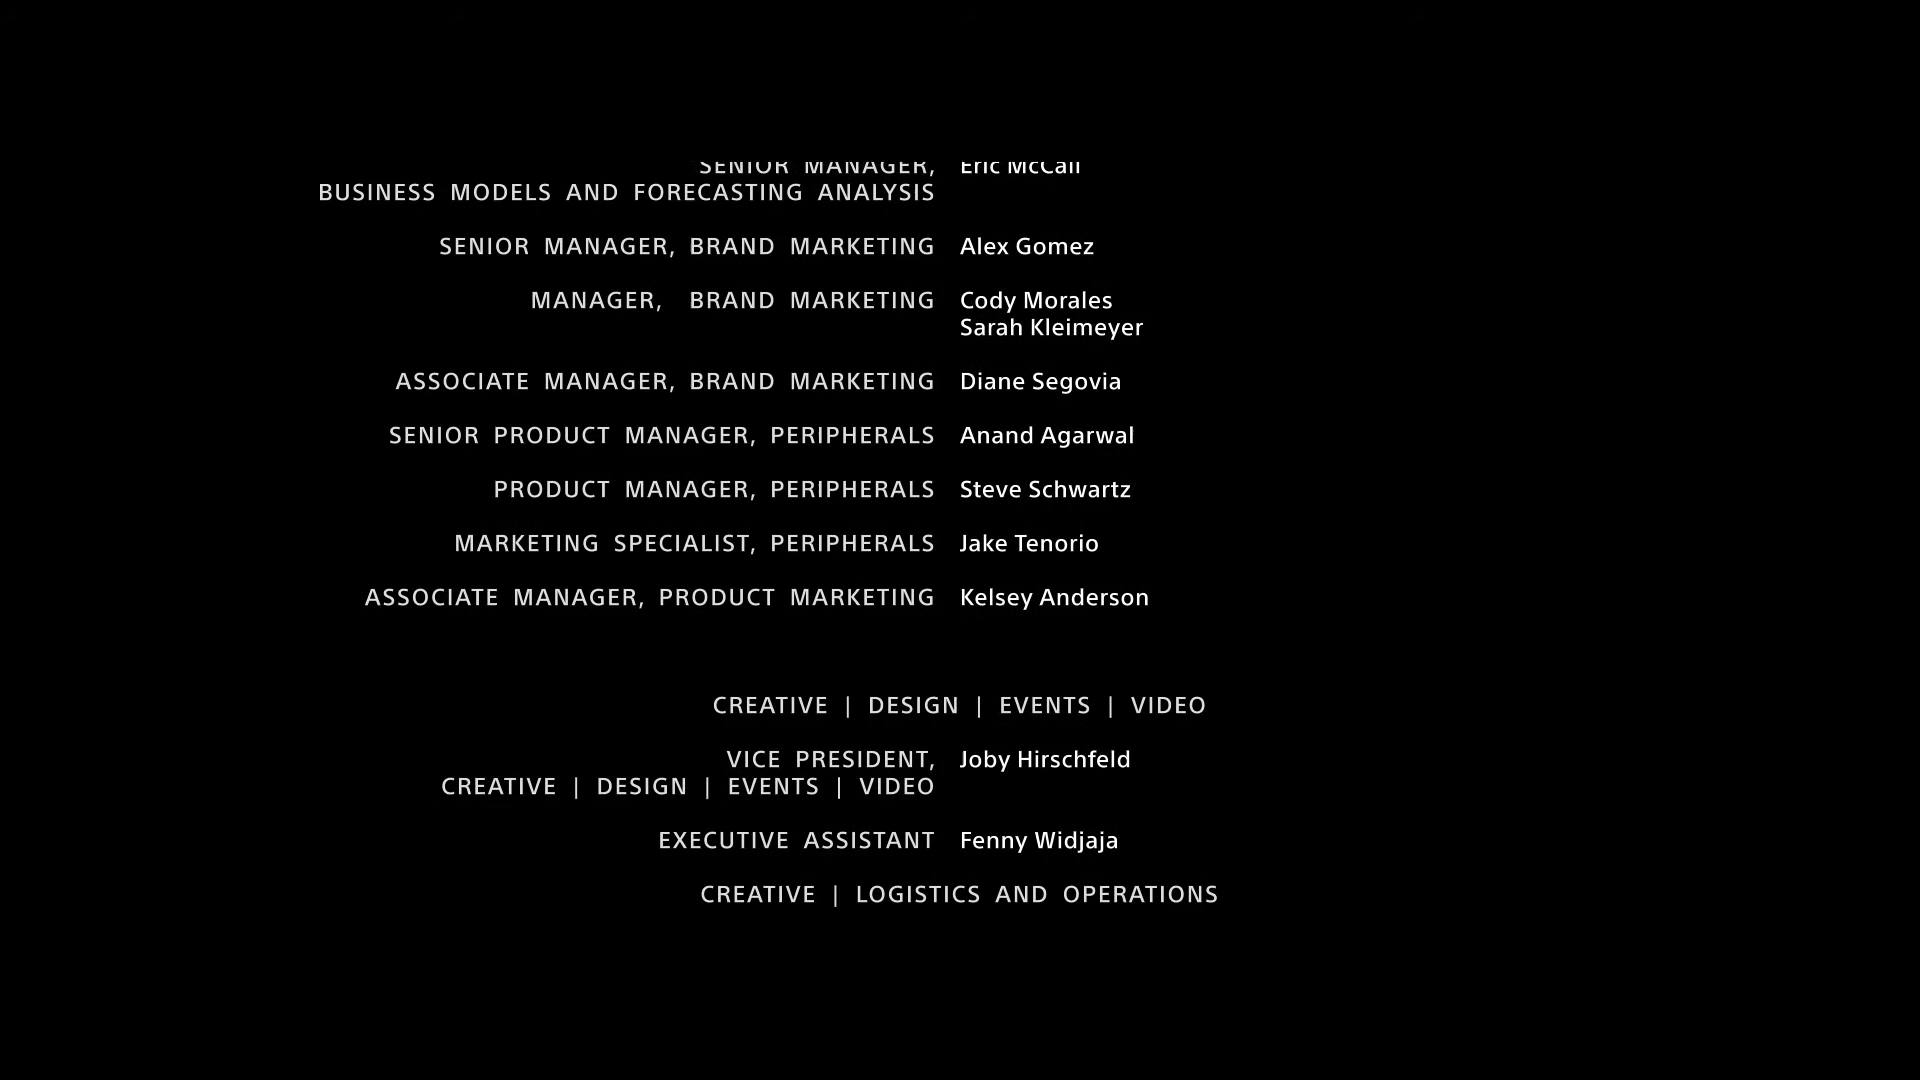 SENIOR MANAGER, Eric McCall
BUSINESS MODELS AND FORECASTING ANALYSIS
SENIOR MANAGER, BRAND MARKETING Alex Gomez
MANAGER, BRAND MARKETING Cody Morales
Sarah Kleimeyer
ASSOCIATE MANAGER, BRAND MARKETING Diane Segovia
SENIOR PRODUCT MANAGER, PERIPHERALS Anand Agarwal
PRODUCT MANAGER, PERIPHERALS Steve Schwartz
MARKETING SPECIALIST, PERIPHERALS Jake Tenorio
ASSOCIATE MANAGER, PRODUCT MARKETING Kelsey Anderson
CREATIVE | DESIGN | EVENTS | VIDEO
VICE PRESIDENT, Joby Hirschfeld
CREATIVE | DESIGN | EVENTS | VIDEO
EXECUTIVE ASSISTANT Fenny Widjaja
CREATIVE | LOGISTICS AND OPERATIONS